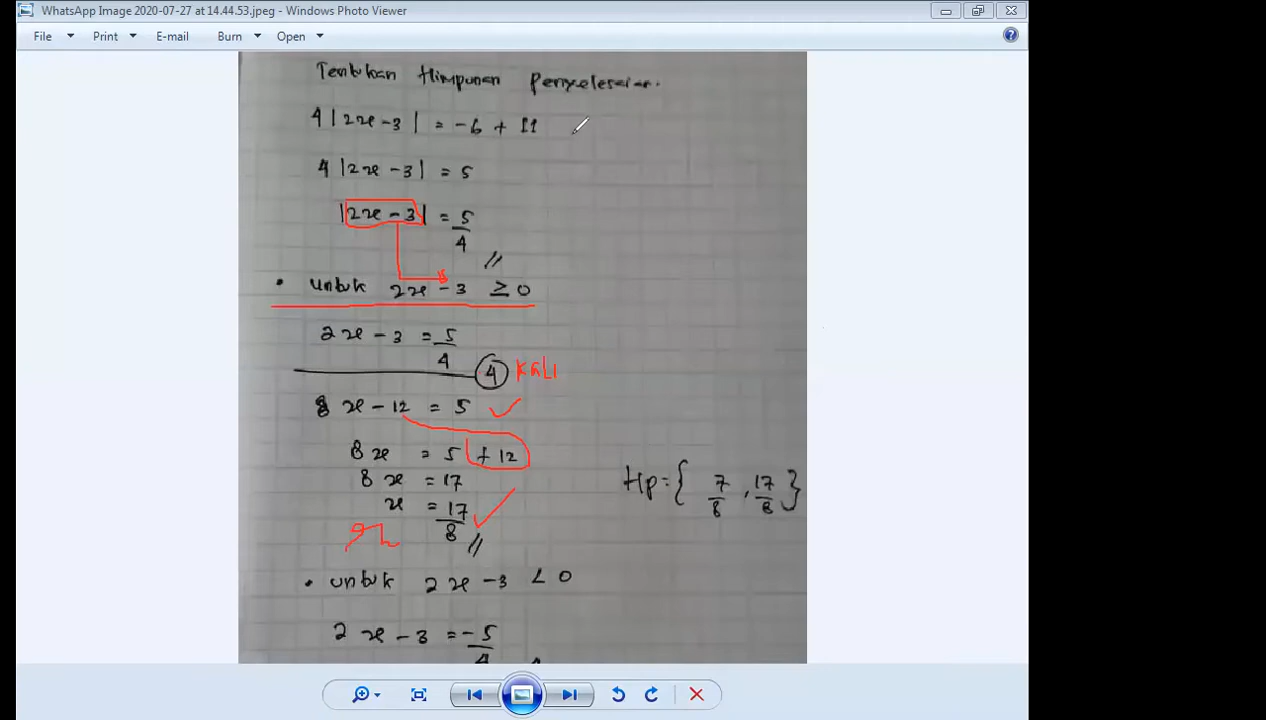 WhatsApp Image 2020-07-27 at 14.44.53.jpeg - Windows Photo Viewer
File Print E-mail Burn Open
Tentukan Himpunan Penyelesaian.
4|2x-3| = -6 + 11
4|2x-3| = 5
|2x-3| = 5/4 //
• Untuk 2x-3 ≥ 0
2x-3 = 5/4
4 KALI
8x-12 = 5
8x = 5 + 12
8x = 17
x = 17/8 //
Hp = { 7/8 , 17/8 }
• untuk 2x-3 < 0
2x-3 = -5/4